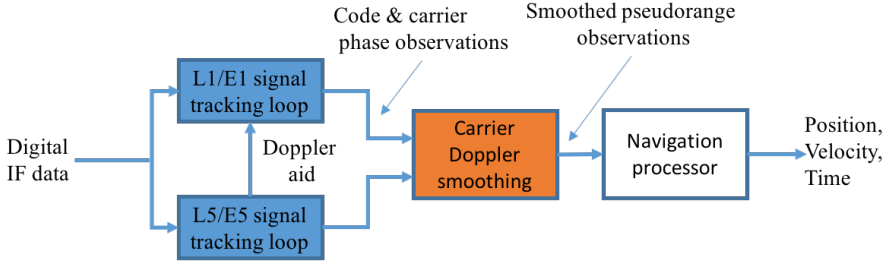 Code & carrier
phase observations
Smoothed pseudorange
observations
L1/E1 signal
tracking loop
Digital
IF data
Doppler
aid
L5/E5 signal
tracking loop
Carrier
Doppler
smoothing
Navigation
processor
Position,
Velocity,
Time